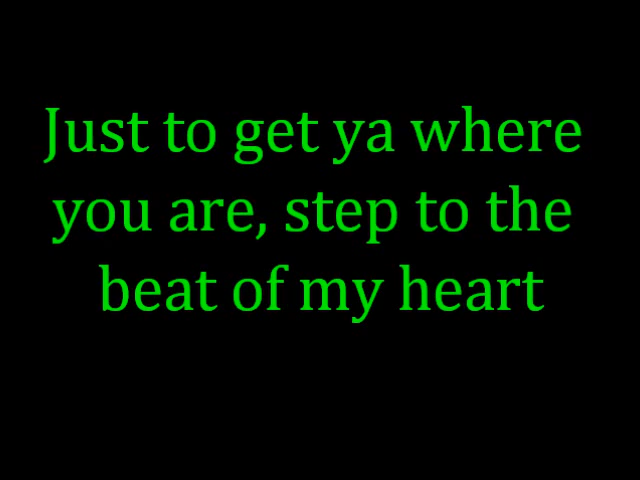 Just to get ya where
you are, step to the
beat of my heart